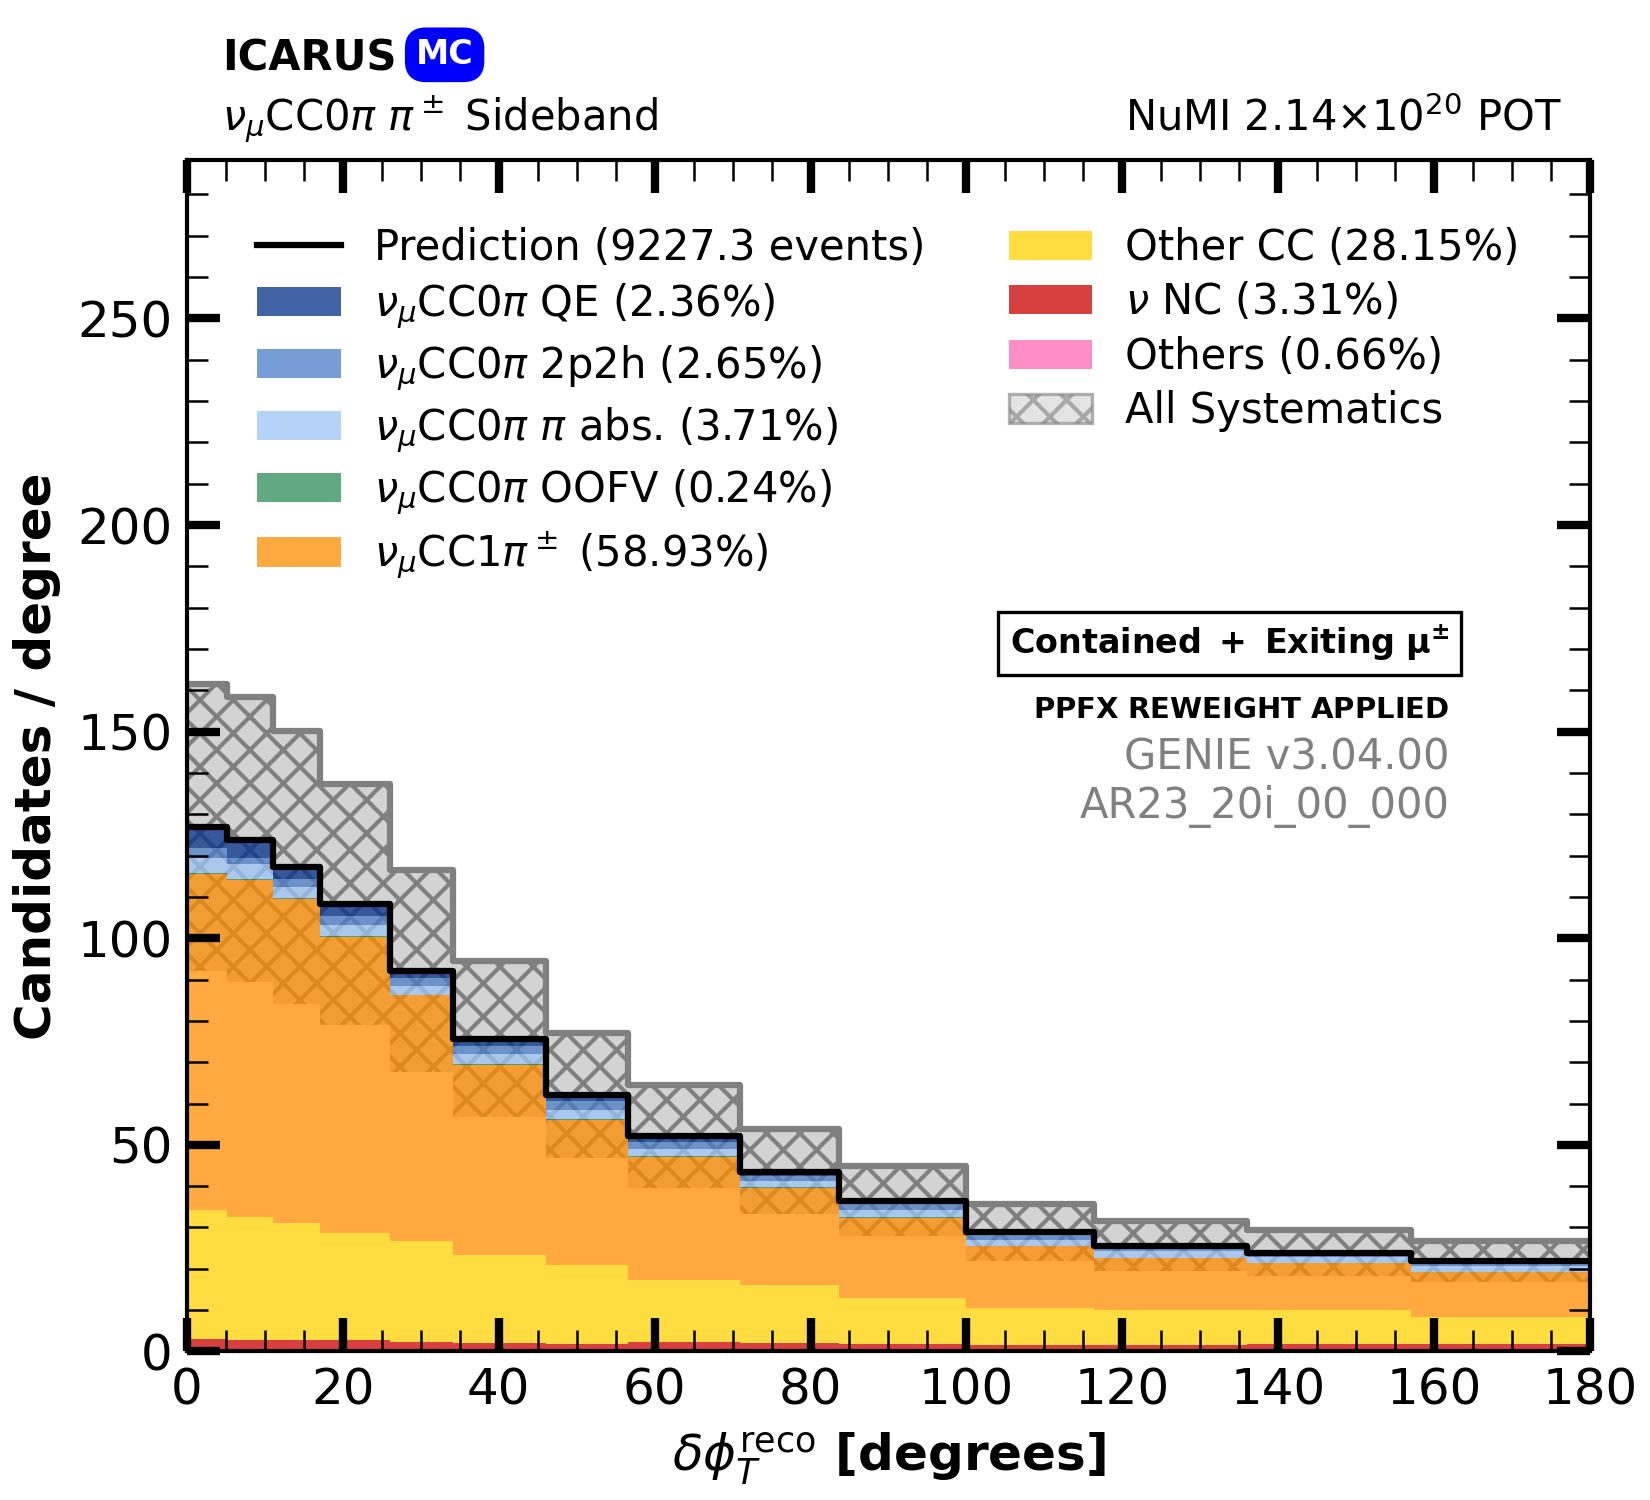 ICARUS MC
νμCC0π π± Sideband
NuMI 2.14×10²⁰ POT
Prediction (9227.3 events)
νμCC0π QE (2.36%)
νμCC0π 2p2h (2.65%)
νμCC0π π abs. (3.71%)
νμCC0π OOFV (0.24%)
νμCC1π± (58.93%)
Other CC (28.15%)
ν NC (3.31%)
Others (0.66%)
All Systematics
Contained + Exiting μ±
PPFX REWEIGHT APPLIED
GENIE v3.04.00
AR23_20i_00_000
Candidates / degree
250
200
150
100
50
0
0 20 40 60 80 100 120 140 160 180
δϕ_T^reco [degrees]